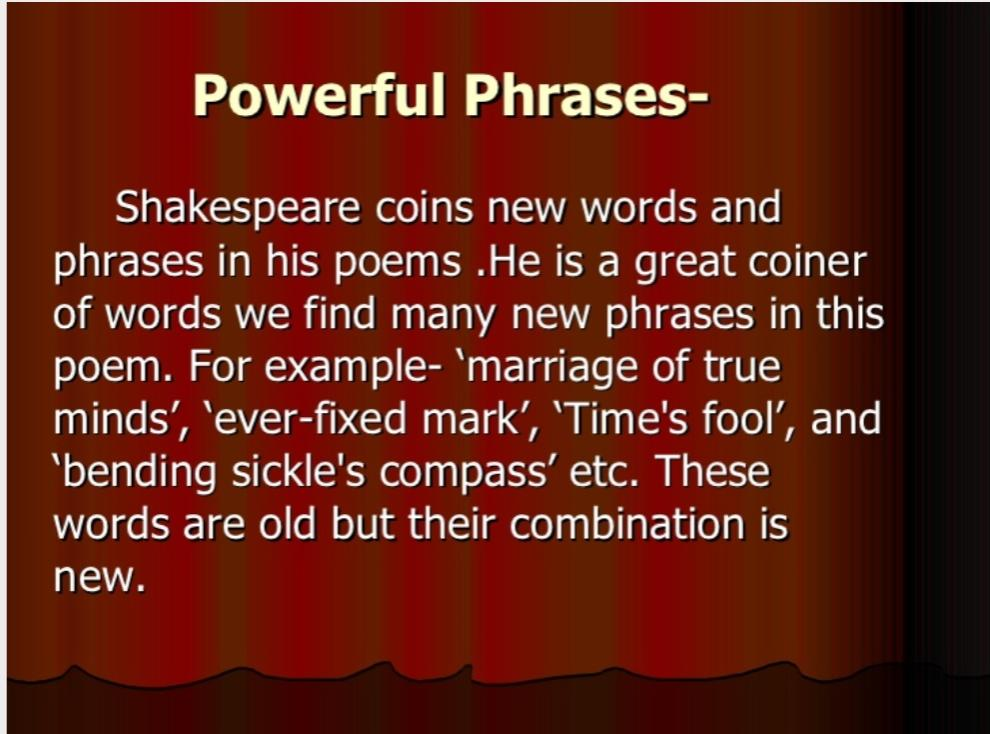 Powerful Phrases-
Shakespeare coins new words and
phrases in his poems .He is a great coiner
of words we find many new phrases in this
poem. For example- ‘marriage of true
minds’, ‘ever-fixed mark’, ‘Time's fool’, and
‘bending sickle's compass’ etc. These
words are old but their combination is
new.